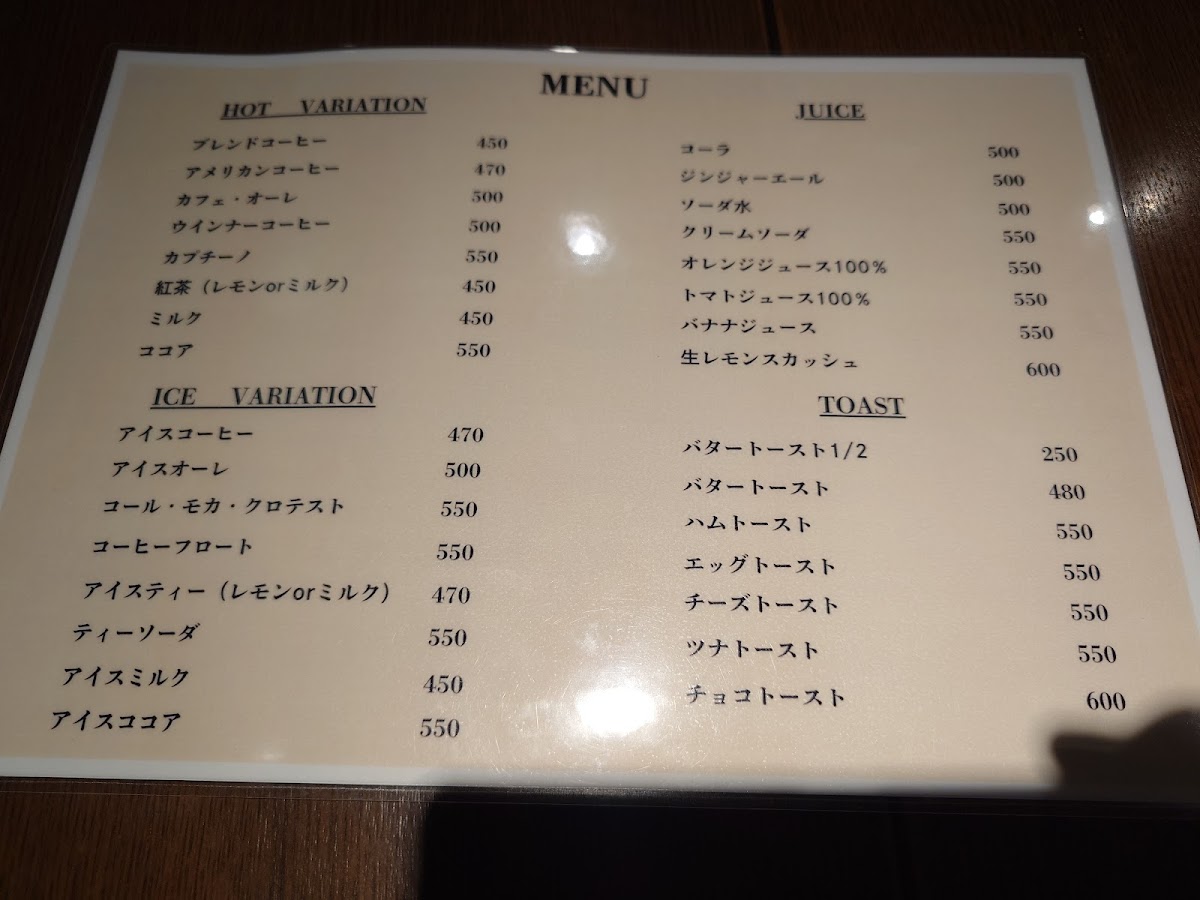 MENU
HOT VARIATION
ブレンドコーヒー 450
アメリカンコーヒー 470
カフェ・オーレ 500
ウインナーコーヒー 500
カプチーノ 550
紅茶（レモンorミルク） 450
ミルク 450
ココア 550
ICE VARIATION
アイスコーヒー 470
アイスオーレ 500
コール・モカ・クロテスト 550
コーヒーフロート 550
アイスティー（レモンorミルク） 470
ティーソーダ 550
アイスミルク 450
アイスココア 550
JUICE
コーラ 500
ジンジャーエール 500
ソーダ水 500
クリームソーダ 550
オレンジジュース100％ 550
トマトジュース100％ 550
バナナジュース 550
生レモンスカッシュ 600
TOAST
バタートースト1/2 250
バタートースト 480
ハムトースト 550
エッグトースト 550
チーズトースト 550
ツナトースト 550
チョコトースト 600